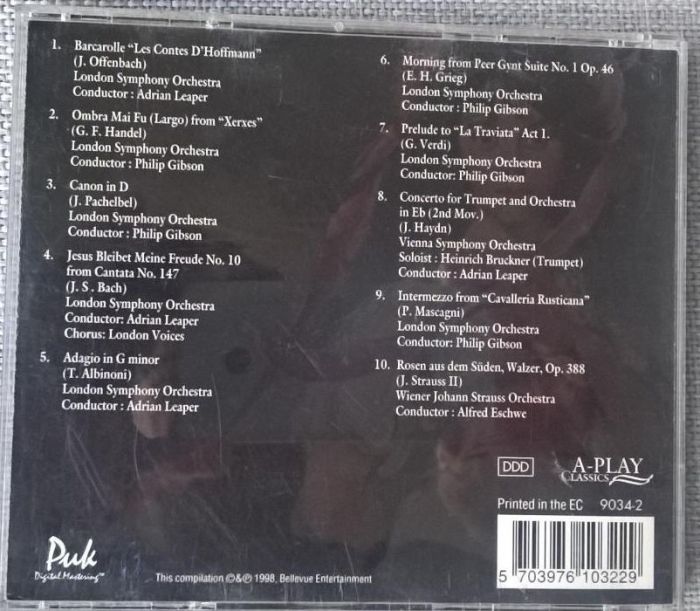 1. Barcarolle "Les Contes D'Hoffmann"
(J. Offenbach)
London Symphony Orchestra
Conductor : Adrian Leaper
2. Ombra Mai Fu (Largo) from "Xerxes"
(G. F. Handel)
London Symphony Orchestra
Conductor : Philip Gibson
3. Canon in D
(J. Pachelbel)
London Symphony Orchestra
Conductor : Philip Gibson
4. Jesus Bleibet Meine Freude No. 10
from Cantata No. 147
(J. S. Bach)
London Symphony Orchestra
Conductor: Adrian Leaper
Chorus: London Voices
5. Adagio in G minor
(T. Albinoni)
London Symphony Orchestra
Conductor : Adrian Leaper
6. Morning from Peer Gynt Suite No. 1 Op. 46
(E. H. Grieg)
London Symphony Orchestra
Conductor : Philip Gibson
7. Prelude to "La Traviata" Act 1.
(G. Verdi)
London Symphony Orchestra
Conductor: Philip Gibson
8. Concerto for Trumpet and Orchestra
in Eb (2nd Mov.)
(J. Haydn)
Vienna Symphony Orchestra
Soloist : Heinrich Bruckner (Trumpet)
Conductor : Adrian Leaper
9. Intermezzo from "Cavalleria Rusticana"
(P. Mascagni)
London Symphony Orchestra
Conductor: Philip Gibson
10. Rosen aus dem Süden, Walzer, Op. 388
(J. Strauss II)
Wiener Johann Strauss Orchestra
Conductor : Alfred Eschwe
DDD
A-PLAY
CLASSICS
Printed in the EC 9034-2
5 703976 103229
Puk
Digital Mastering™
This compilation ©&℗ 1998, Bellevue Entertainment